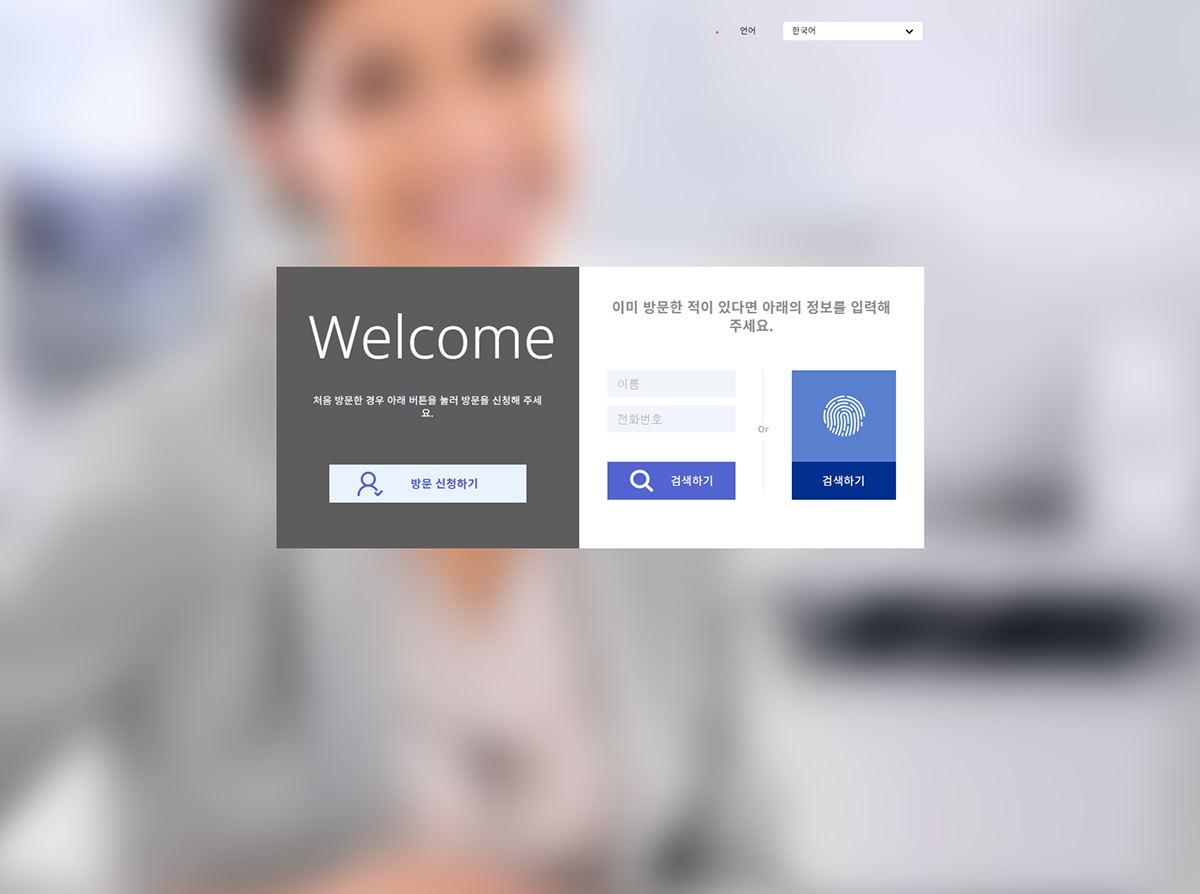 언어
한국어
Welcome
처음 방문한 경우 아래 버튼을 눌러 방문을 신청해 주세
요.
방문 신청하기
이미 방문한 적이 있다면 아래의 정보를 입력해
주세요.
이름
전화번호
검색하기
Or
검색하기